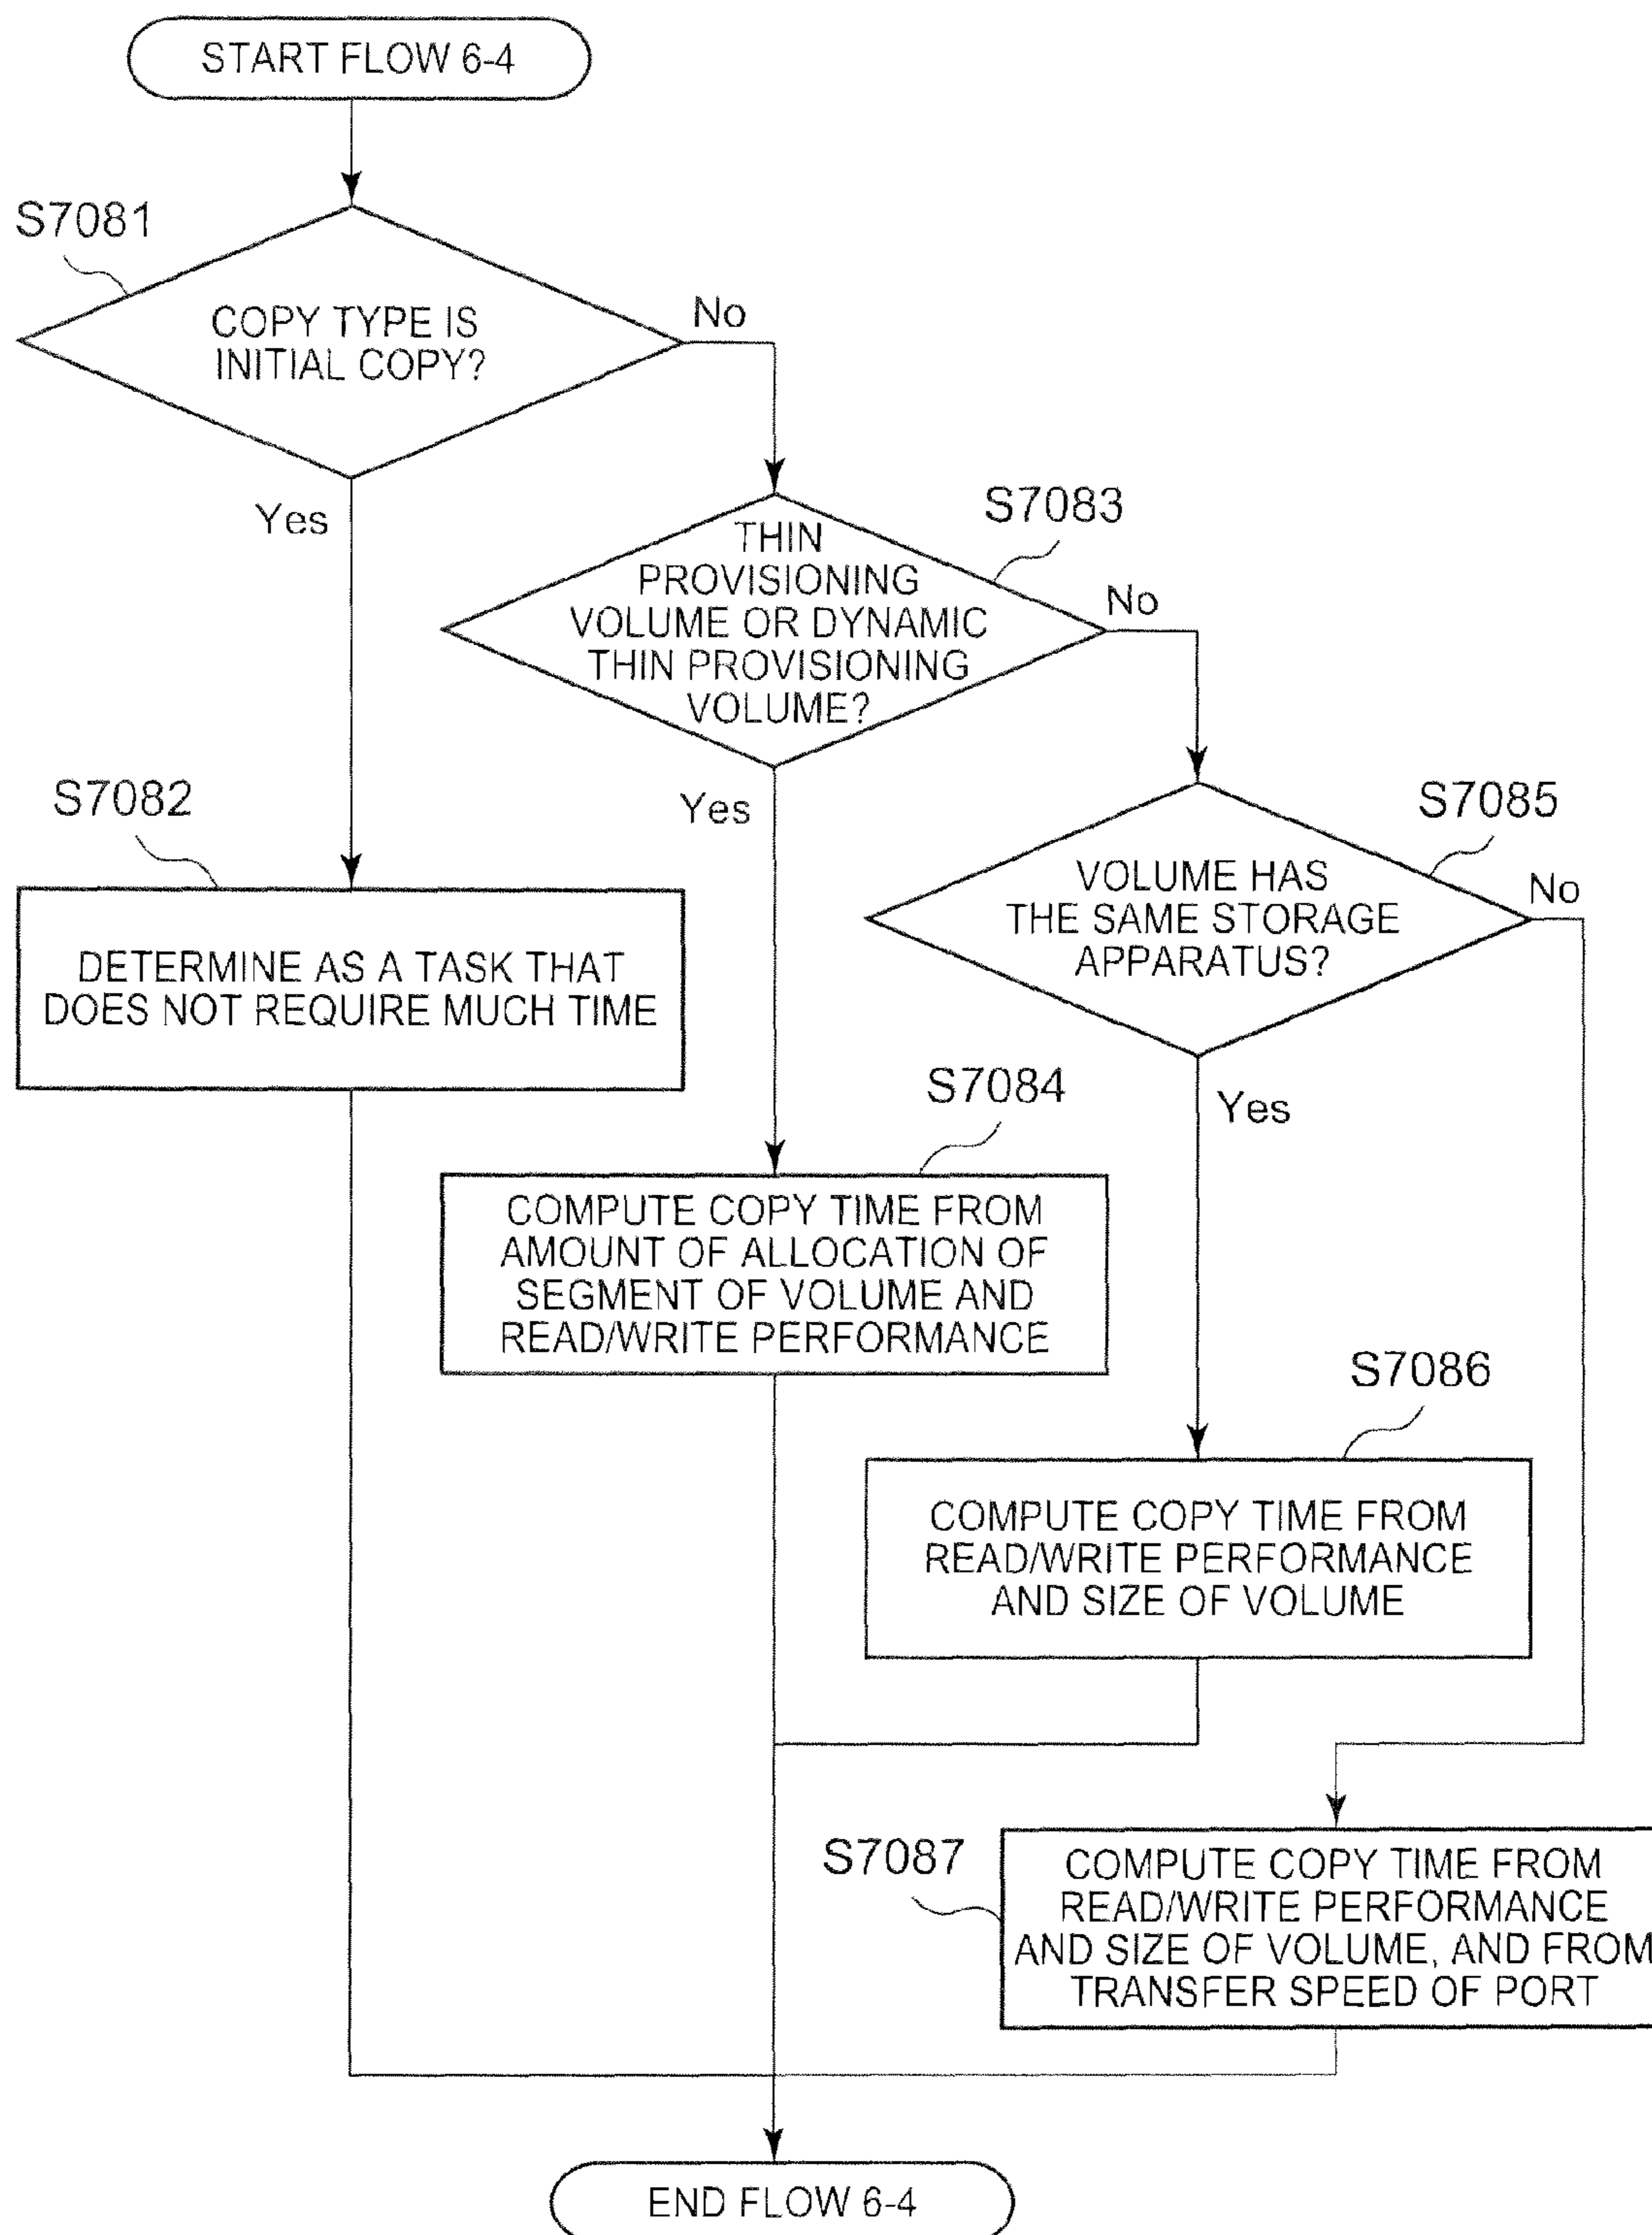 START FLOW 6-4
S7081
COPY TYPE IS
INITIAL COPY?
No
Yes
S7083
THIN
PROVISIONING
VOLUME OR DYNAMIC
THIN PROVISIONING
VOLUME?
No
Yes
S7082
DETERMINE AS A TASK THAT
DOES NOT REQUIRE MUCH TIME
S7085
VOLUME HAS
THE SAME STORAGE
APPARATUS?
No
Yes
S7084
COMPUTE COPY TIME FROM
AMOUNT OF ALLOCATION OF
SEGMENT OF VOLUME AND
READ/WRITE PERFORMANCE
S7086
COMPUTE COPY TIME FROM
READ/WRITE PERFORMANCE
AND SIZE OF VOLUME
S7087
COMPUTE COPY TIME FROM
READ/WRITE PERFORMANCE
AND SIZE OF VOLUME, AND FROM
TRANSFER SPEED OF PORT
END FLOW 6-4